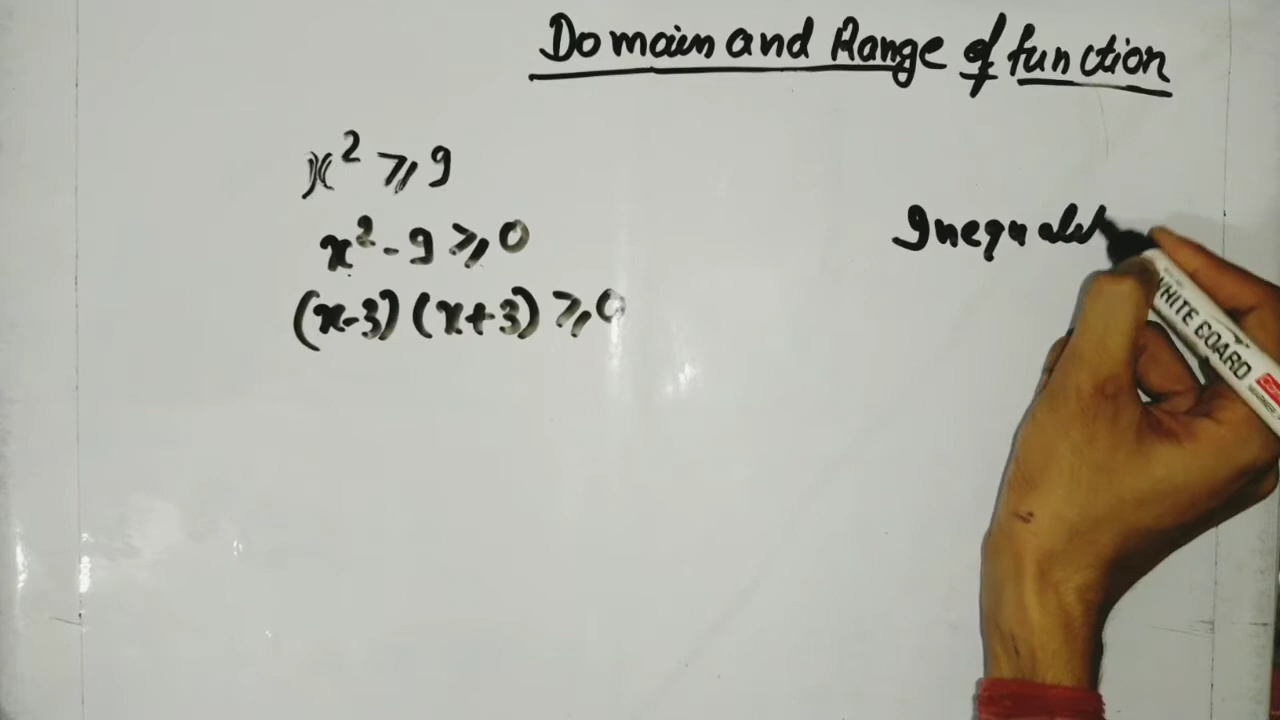 Domain and Range of function
x² ≥ 9
x² - 9 ≥ 0
(x-3) (x+3) ≥ 0
WHITE BOARD